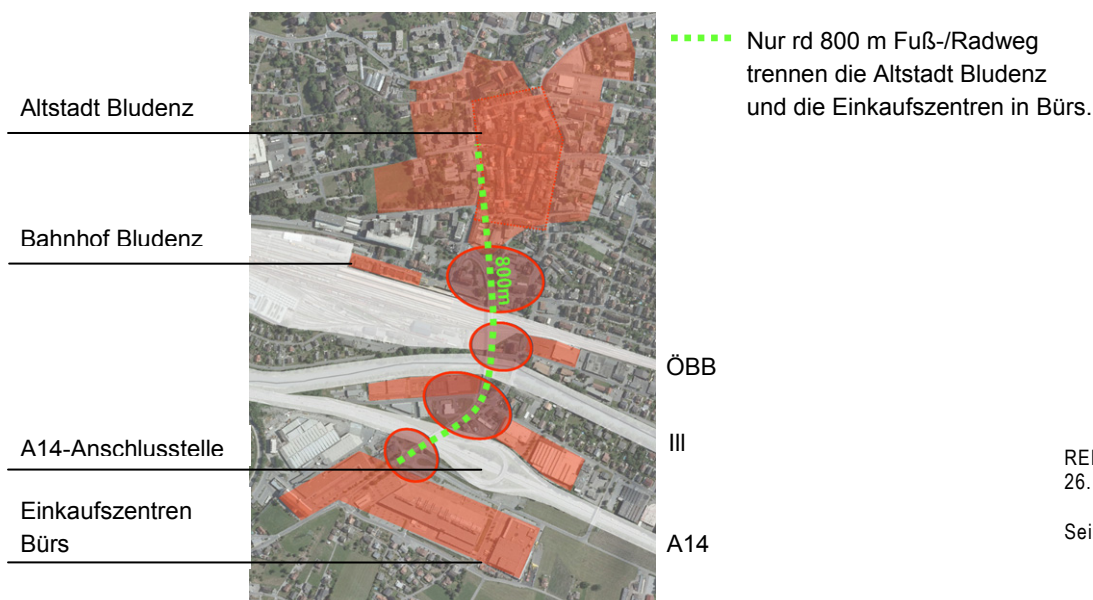 Nur rd 800 m Fuß-/Radweg
trennen die Altstadt Bludenz
und die Einkaufszentren in Bürs.
Altstadt Bludenz
Bahnhof Bludenz
800m
ÖBB
Ill
A14-Anschlusstelle
Einkaufszentren
Bürs
A14
26.